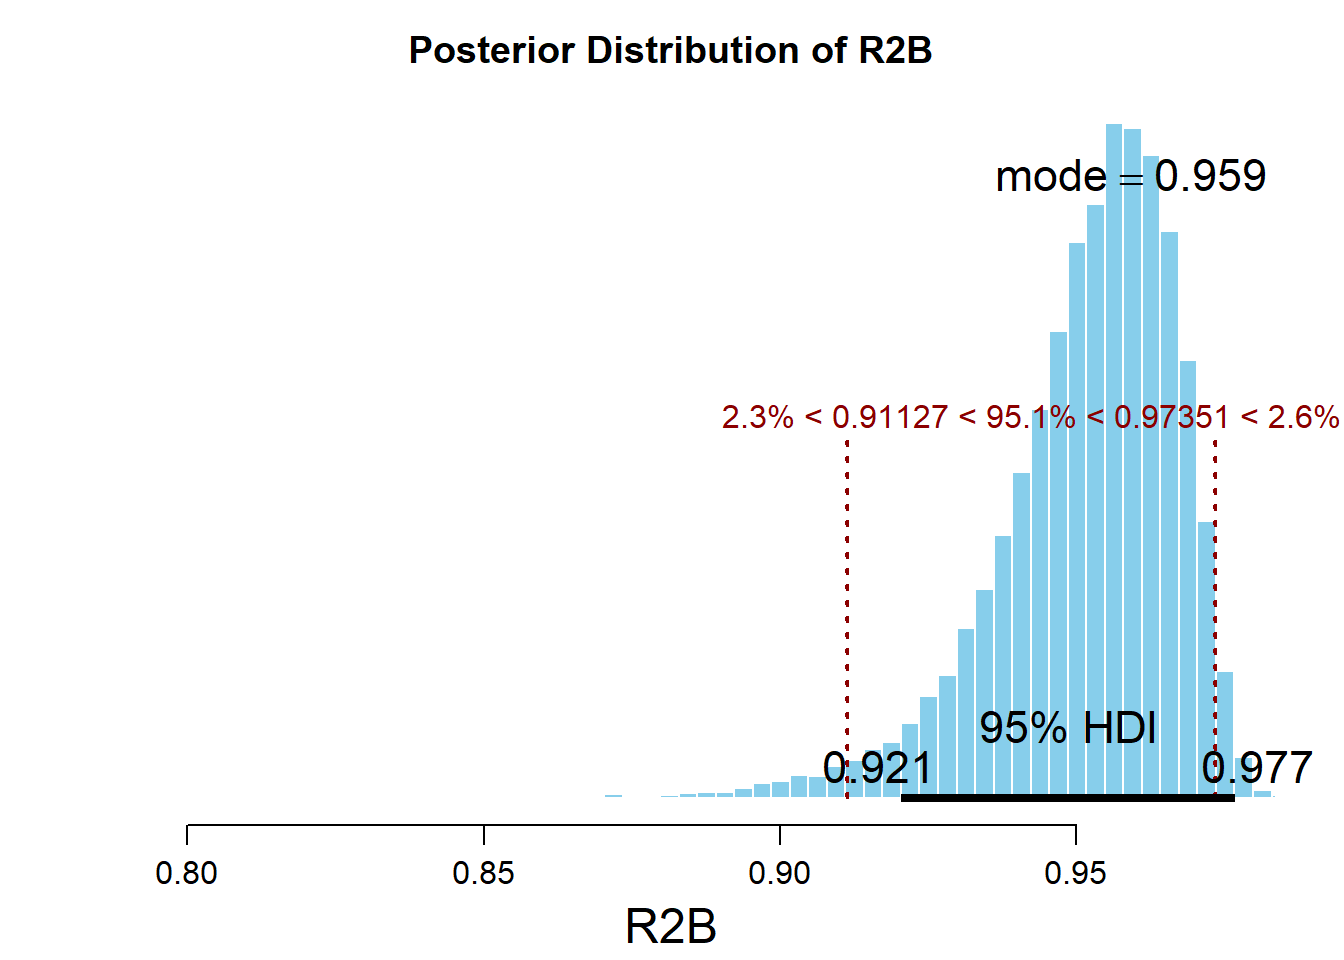 Posterior Distribution of R2B
mode = 0.959
2.3% < 0.91127 < 95.1% < 0.97351 < 2.6%
95% HDI
0.921 0.977
0.80 0.85 0.90 0.95
R2B